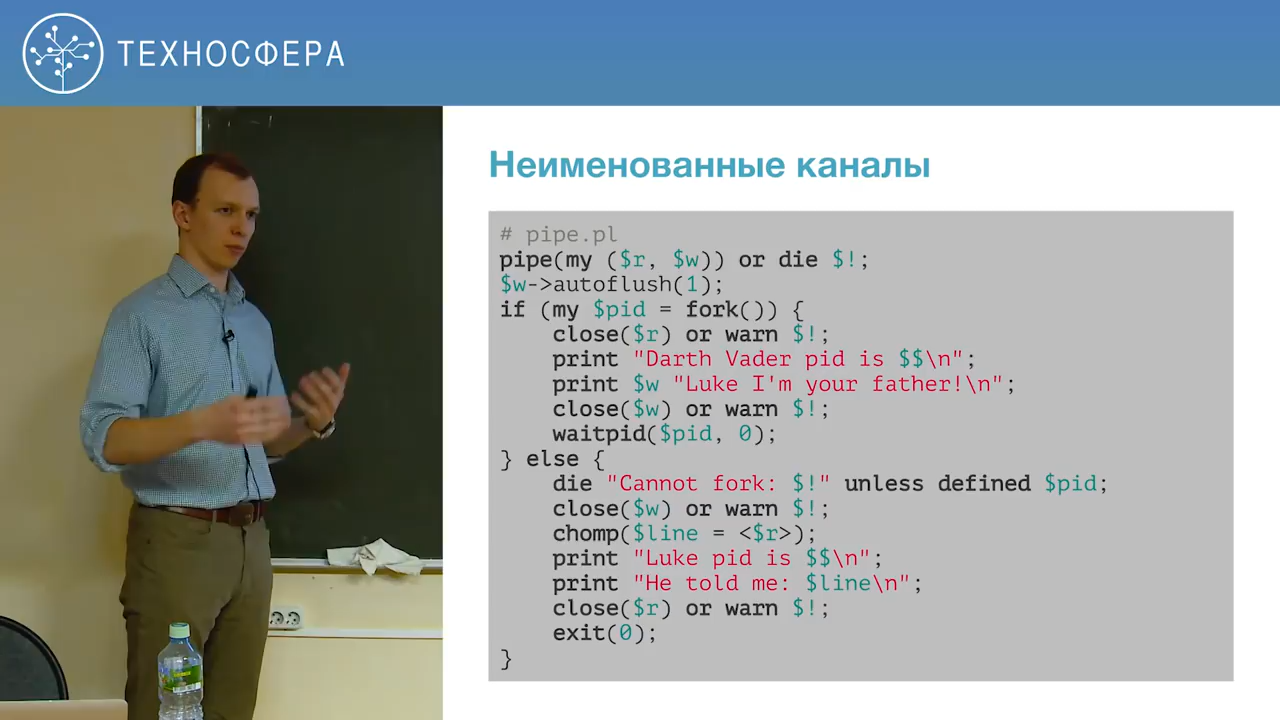 ТЕХНОСФЕРА
Неименованные каналы
# pipe.pl
pipe(my ($r, $w)) or die $!;
$w->autoflush(1);
if (my $pid = fork()) {
    close($r) or warn $!;
    print "Darth Vader pid is $$\n";
    print $w "Luke I'm your father!\n";
    close($w) or warn $!;
    waitpid($pid, 0);
} else {
    die "Cannot fork: $!" unless defined $pid;
    close($w) or warn $!;
    chomp($line = <$r>);
    print "Luke pid is $$\n";
    print "He told me: $line\n";
    close($r) or warn $!;
    exit(0);
}